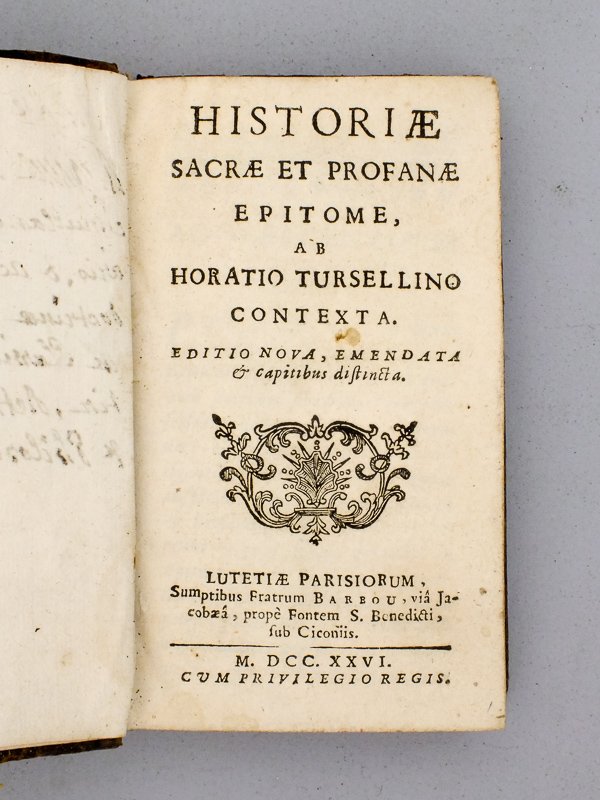 HISTORIÆ
SACRÆ ET PROFANÆ
EPITOME,
AB
HORATIO TURSELLINO
CONTEXTA.
EDITIO NOVA, EMENDATA
& capitibus diſtincta.
LUTETIÆ PARISIORUM,
Sumptibus Fratrum BARBOU, viâ Ja-
cobæâ, propè Fontem S. Benedicti,
ſub Ciconiis.
M. DCC. XXVI.
CVM PRIVILEGIO REGIS.